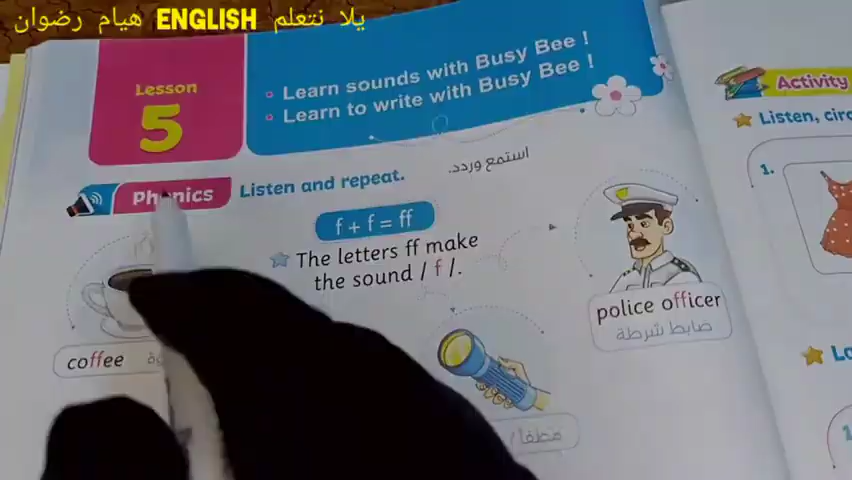 يلا نتعلم ENGLISH هيام رضوان
Lesson
5
Learn sounds with Busy Bee !
Learn to write with Busy Bee !
Phonics
Listen and repeat.
استمع وردد.
f + f = ff
The letters ff make
the sound / f /.
coffee
police officer
ضابط شرطة
Activity
Listen,
1.